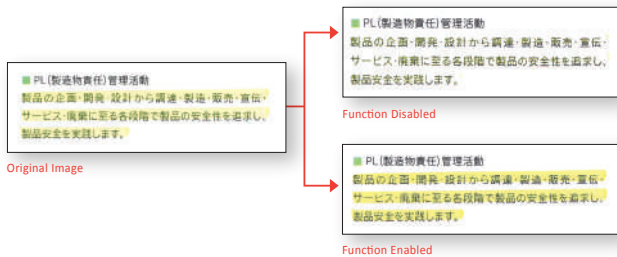 ■ PL(製造物責任)管理活動
製品の企画・開発・設計から調達・製造・販売・宣伝・
サービス・廃棄に至る各段階で製品の安全性を追求し、
製品安全を実践します。
Original Image
■ PL(製造物責任)管理活動
製品の企画・開発・設計から調達・製造・販売・宣伝・
サービス・廃棄に至る各段階で製品の安全性を追求し、
製品安全を実践します。
Function Disabled
■ PL(製造物責任)管理活動
製品の企画・開発・設計から調達・製造・販売・宣伝・
サービス・廃棄に至る各段階で製品の安全性を追求し、
製品安全を実践します。
Function Enabled